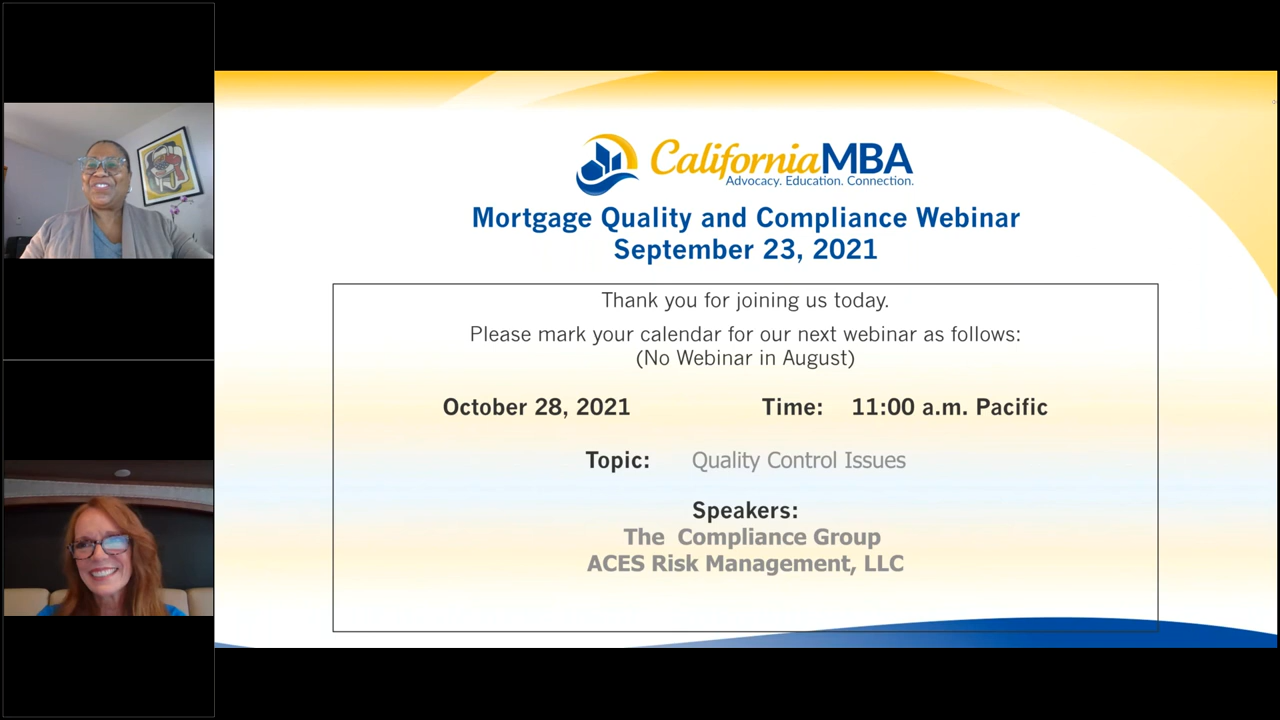 CaliforniaMBA
Advocacy. Education. Connection.
Mortgage Quality and Compliance Webinar
September 23, 2021
Thank you for joining us today.
Please mark your calendar for our next webinar as follows:
(No Webinar in August)
October 28, 2021 Time: 11:00 a.m. Pacific
Topic: Quality Control Issues
Speakers:
The Compliance Group
ACES Risk Management, LLC